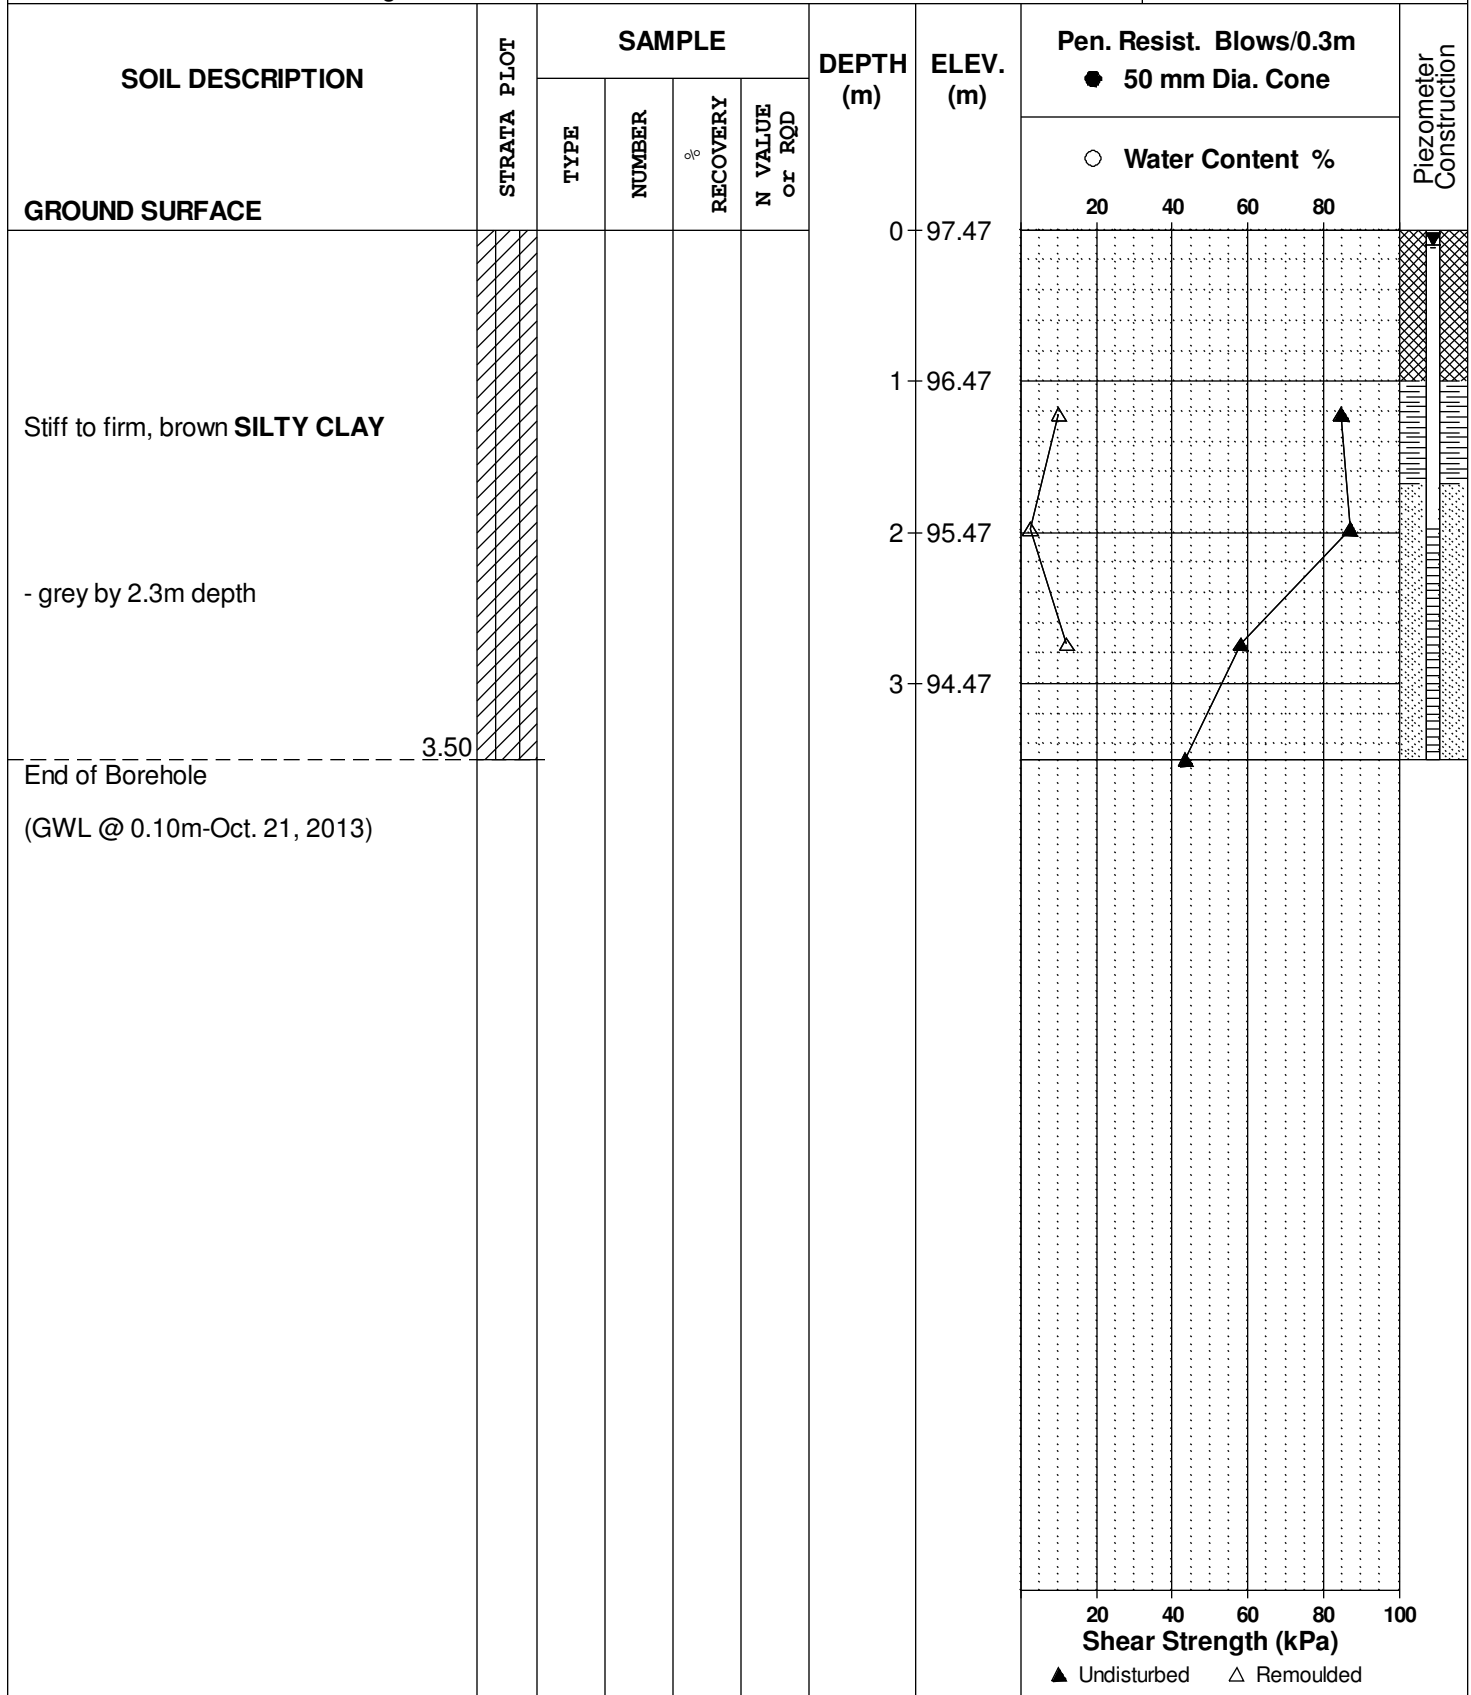 SOIL DESCRIPTION
GROUND SURFACE
STRATA PLOT
SAMPLE
TYPE
NUMBER
%
RECOVERY
N VALUE
or RQD
DEPTH
(m)
ELEV.
(m)
Pen. Resist. Blows/0.3m
● 50 mm Dia. Cone
○ Water Content %
20 40 60 80
Piezometer
Construction
0 97.47
1 96.47
Stiff to firm, brown SILTY CLAY
2 95.47
- grey by 2.3m depth
3 94.47
3.50
End of Borehole
(GWL @ 0.10m-Oct. 21, 2013)
20 40 60 80 100
Shear Strength (kPa)
▲ Undisturbed △ Remoulded